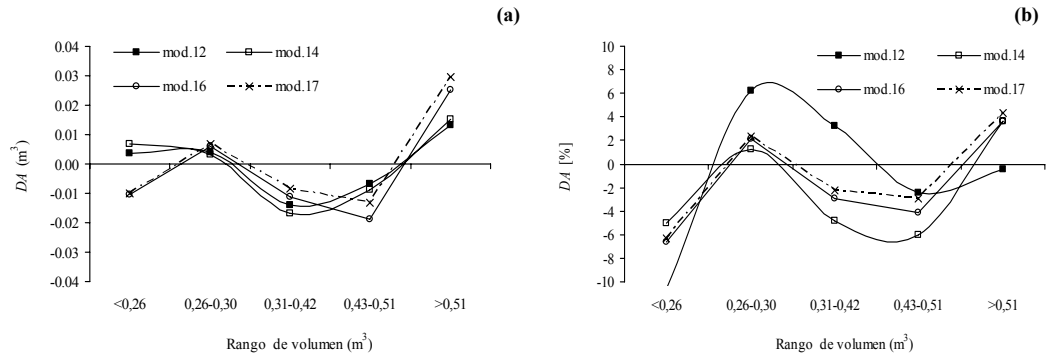 (a)
mod.12 mod.14
mod.16 mod.17
0.04
0.03
0.02
0.01
0.00
-0.01
-0.02
-0.03
-0.04
DA (m³)
<0,26 0,26-0,30 0,31-0,42 0,43-0,51 >0,51
Rango de volumen (m³)
(b)
mod.12 mod.14
mod.16 mod.17
10
8
6
4
2
0
-2
-4
-6
-8
-10
DA [%]
<0,26 0,26-0,30 0,31-0,42 0,43-0,51 >0,51
Rango de volumen (m³)